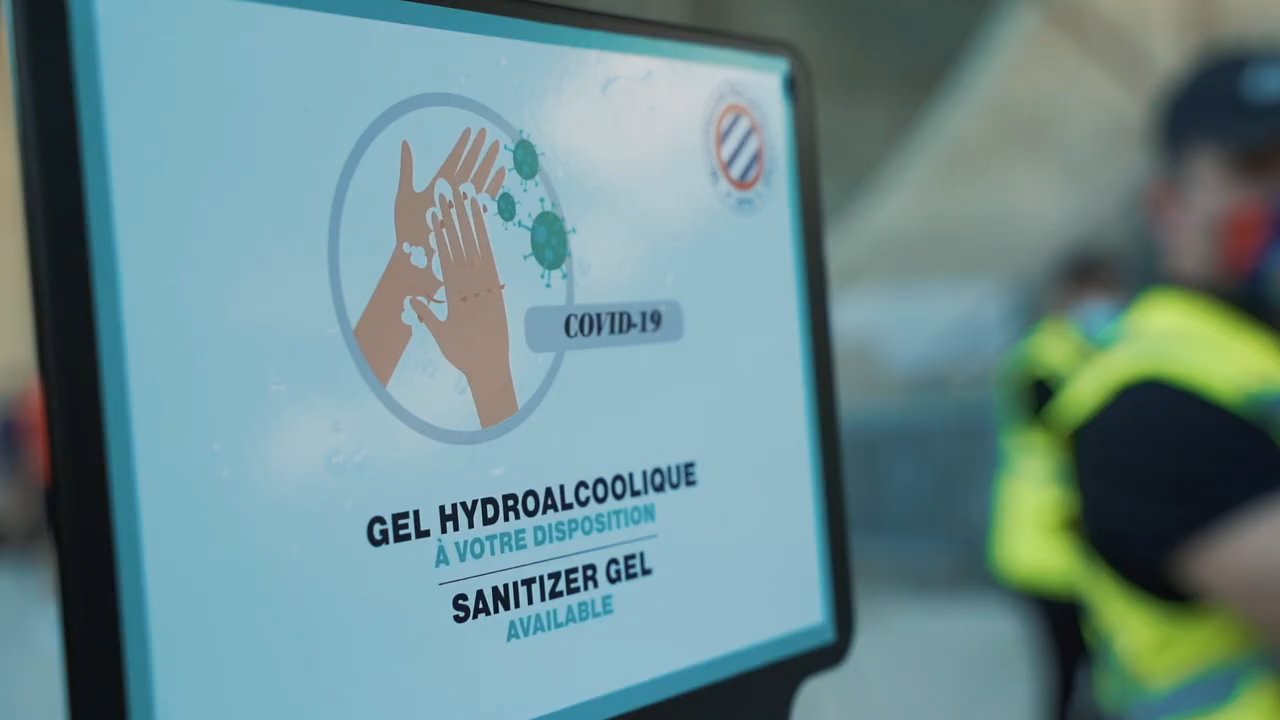 COVID-19
GEL HYDROALCOOLIQUE
À VOTRE DISPOSITION
SANITIZER GEL
AVAILABLE